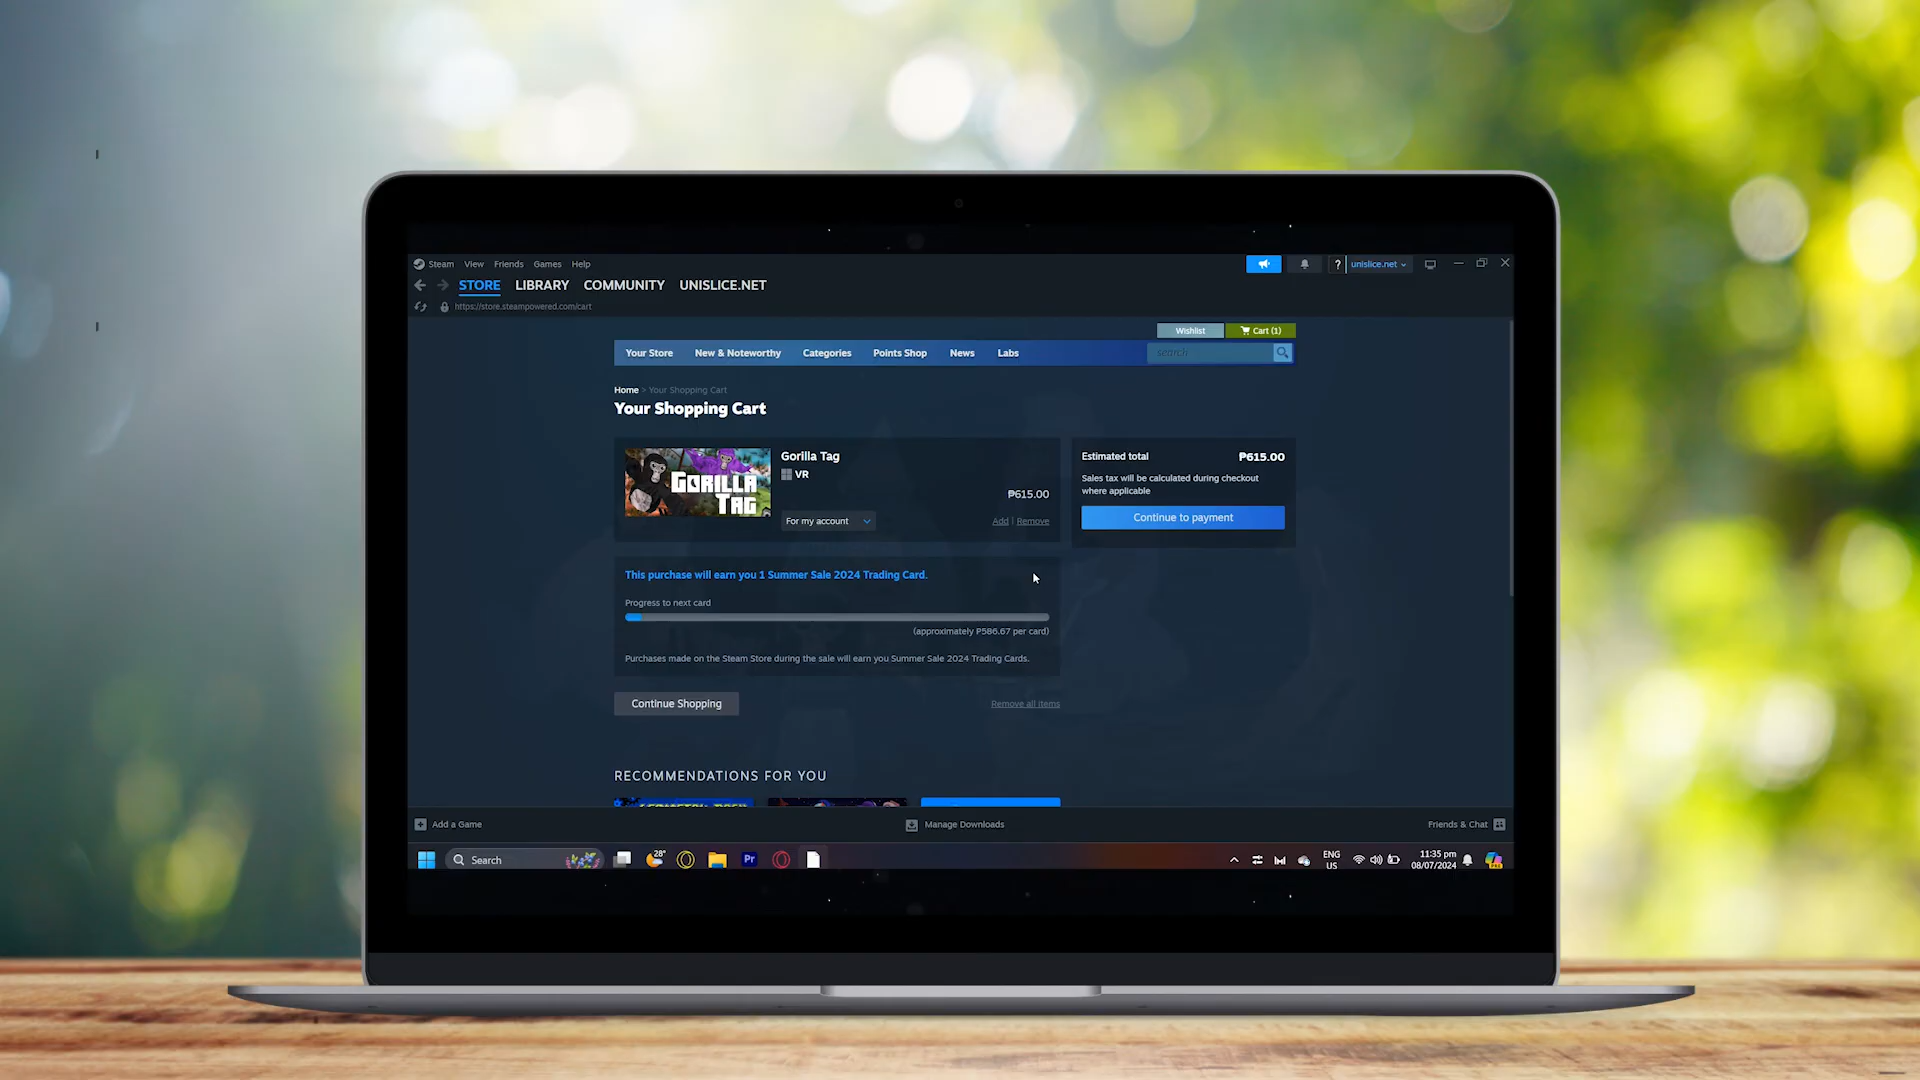 Steam View Friends Games Help
? unislice.net
STORE LIBRARY COMMUNITY UNISLICE.NET
https://store.steampowered.com/cart
Wishlist Cart (1)
Your Store New & Noteworthy Categories Points Shop News Labs search
Home > Your Shopping Cart
Your Shopping Cart
GORILLA TAG
Gorilla Tag
VR
₱615.00
For my account
Add | Remove
Estimated total ₱615.00
Sales tax will be calculated during checkout
where applicable
Continue to payment
This purchase will earn you 1 Summer Sale 2024 Trading Card.
Progress to next card
(approximately P586.67 per card)
Purchases made on the Steam Store during the sale will earn you Summer Sale 2024 Trading Cards.
Continue Shopping Remove all items
RECOMMENDATIONS FOR YOU
Add a Game Manage Downloads Friends & Chat
Search 28° Pr
ENG
US
11:35 pm
08/07/2024